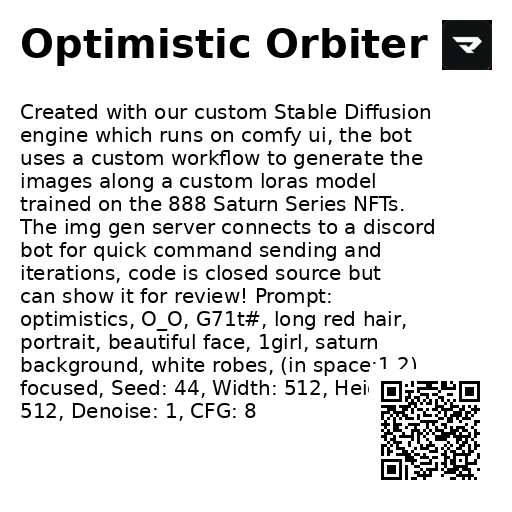 Optimistic Orbiter
Created with our custom Stable Diffusion
engine which runs on comfy ui, the bot
uses a custom workflow to generate the
images along a custom loras model
trained on the 888 Saturn Series NFTs.
The img gen server connects to a discord
bot for quick command sending and
iterations, code is closed source but
can show it for review! Prompt:
optimistics, O_O, G71t#, long red hair,
portrait, beautiful face, 1girl, saturn
background, white robes, (in space:1.2)
focused, Seed: 44, Width: 512,
512, Denoise: 1, CFG: 8